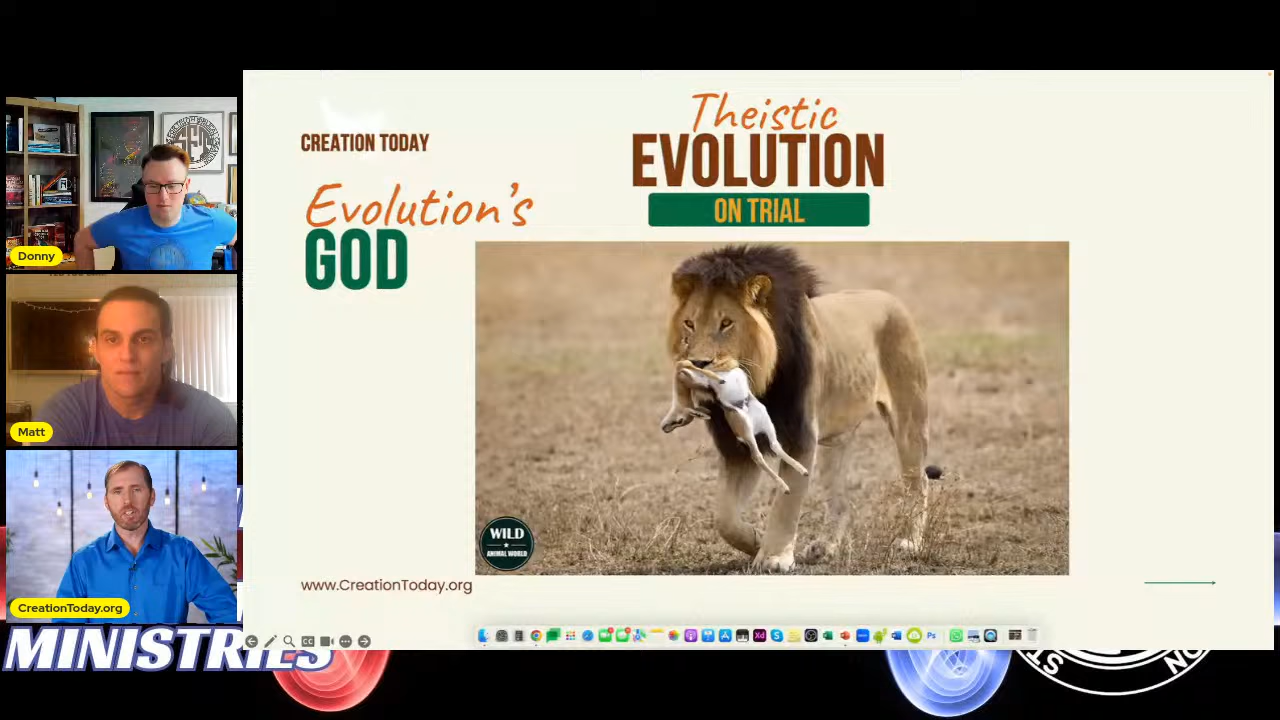 Donny
Matt
CreationToday.org
MINISTRIES
CREATION TODAY
Evolution's
GOD
Theistic
EVOLUTION
ON TRIAL
WILD
ANIMAL WORLD
www.CreationToday.org